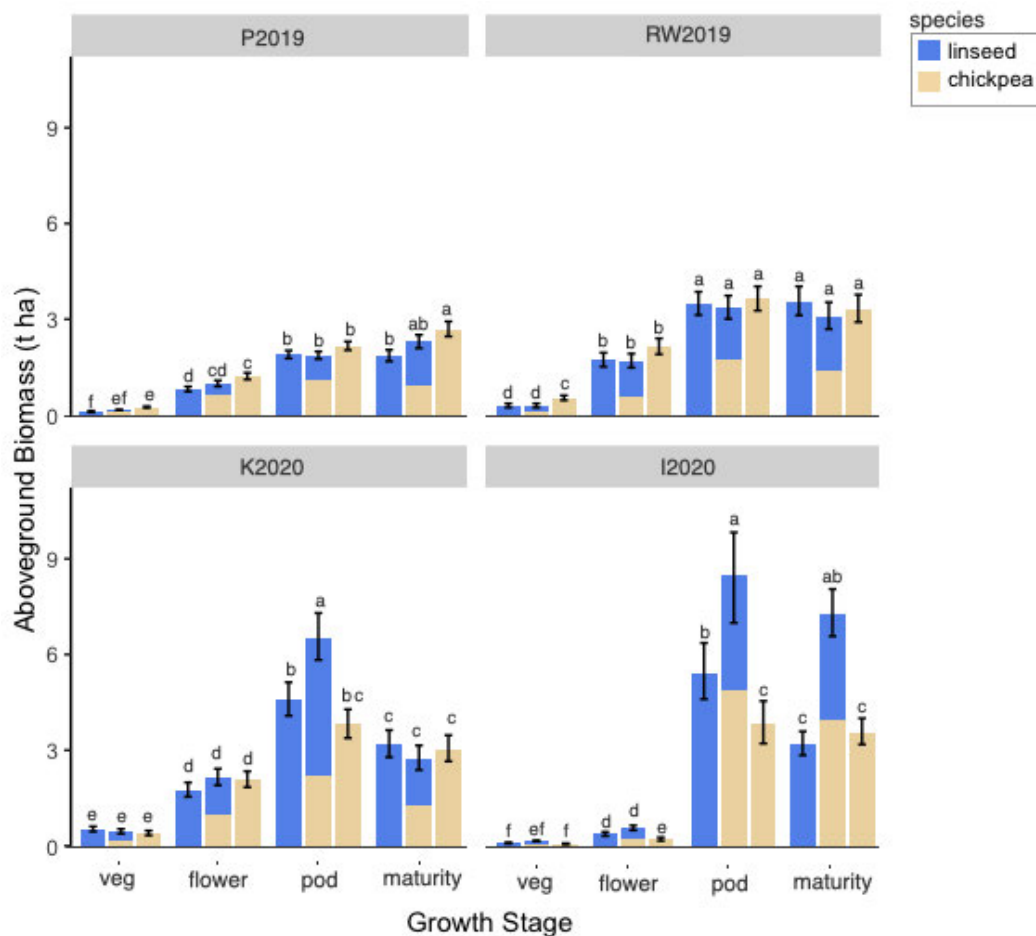 species
linseed
chickpea
P2019
RW2019
Aboveground Biomass (t ha)
9
6
3
0
f ef e
d cd c
b b b
b ab a
d d c
b b b
a a a
a a a
K2020
I2020
9
6
3
0
e e e
d d d
b a b c
c c c
f ef f
d d e
b a c
c ab c
veg flower pod maturity
veg flower pod maturity
Growth Stage